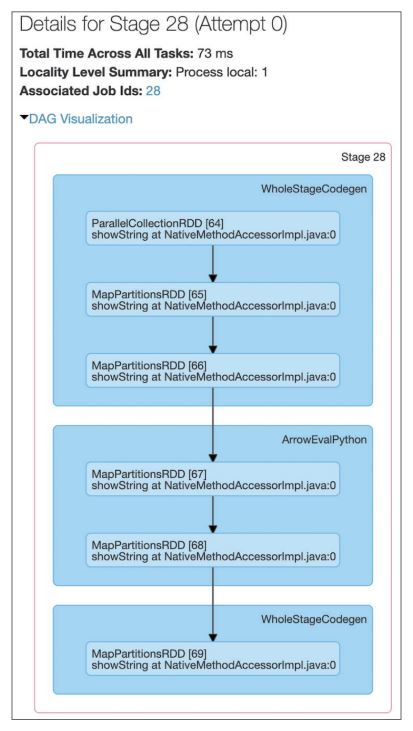 Details for Stage 28 (Attempt 0)
Total Time Across All Tasks: 73 ms
Locality Level Summary: Process local: 1
Associated Job Ids: 28
DAG Visualization
Stage 28
WholeStageCodegen
ParallelCollectionRDD [64]
showString at NativeMethodAccessorImpl.java:0
MapPartitionsRDD [65]
showString at NativeMethodAccessorImpl.java:0
MapPartitionsRDD [66]
showString at NativeMethodAccessorImpl.java:0
ArrowEvalPython
MapPartitionsRDD [67]
showString at NativeMethodAccessorImpl.java:0
MapPartitionsRDD [68]
showString at NativeMethodAccessorImpl.java:0
WholeStageCodegen
MapPartitionsRDD [69]
showString at NativeMethodAccessorImpl.java:0